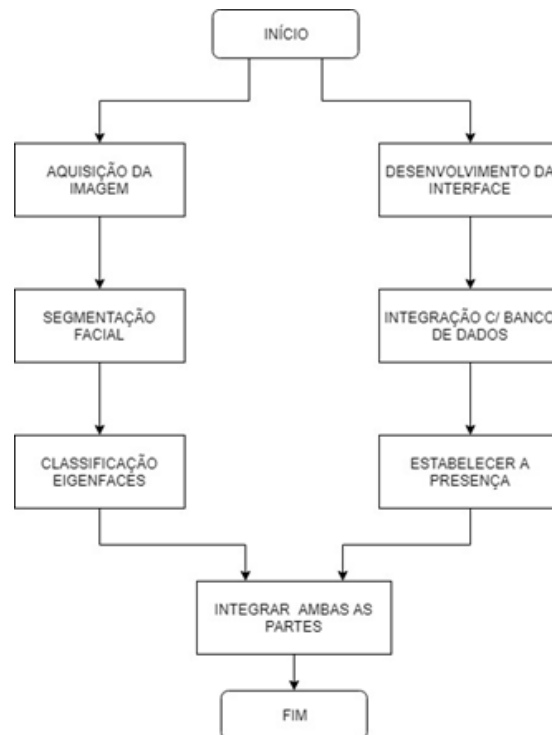 INÍCIO
AQUISIÇÃO DA
IMAGEM
DESENVOLVIMENTO DA
INTERFACE
SEGMENTAÇÃO
FACIAL
INTEGRAÇÃO C/ BANCO
DE DADOS
CLASSIFICAÇÃO
EIGENFACES
ESTABELECER A
PRESENÇA
INTEGRAR AMBAS AS
PARTES
FIM